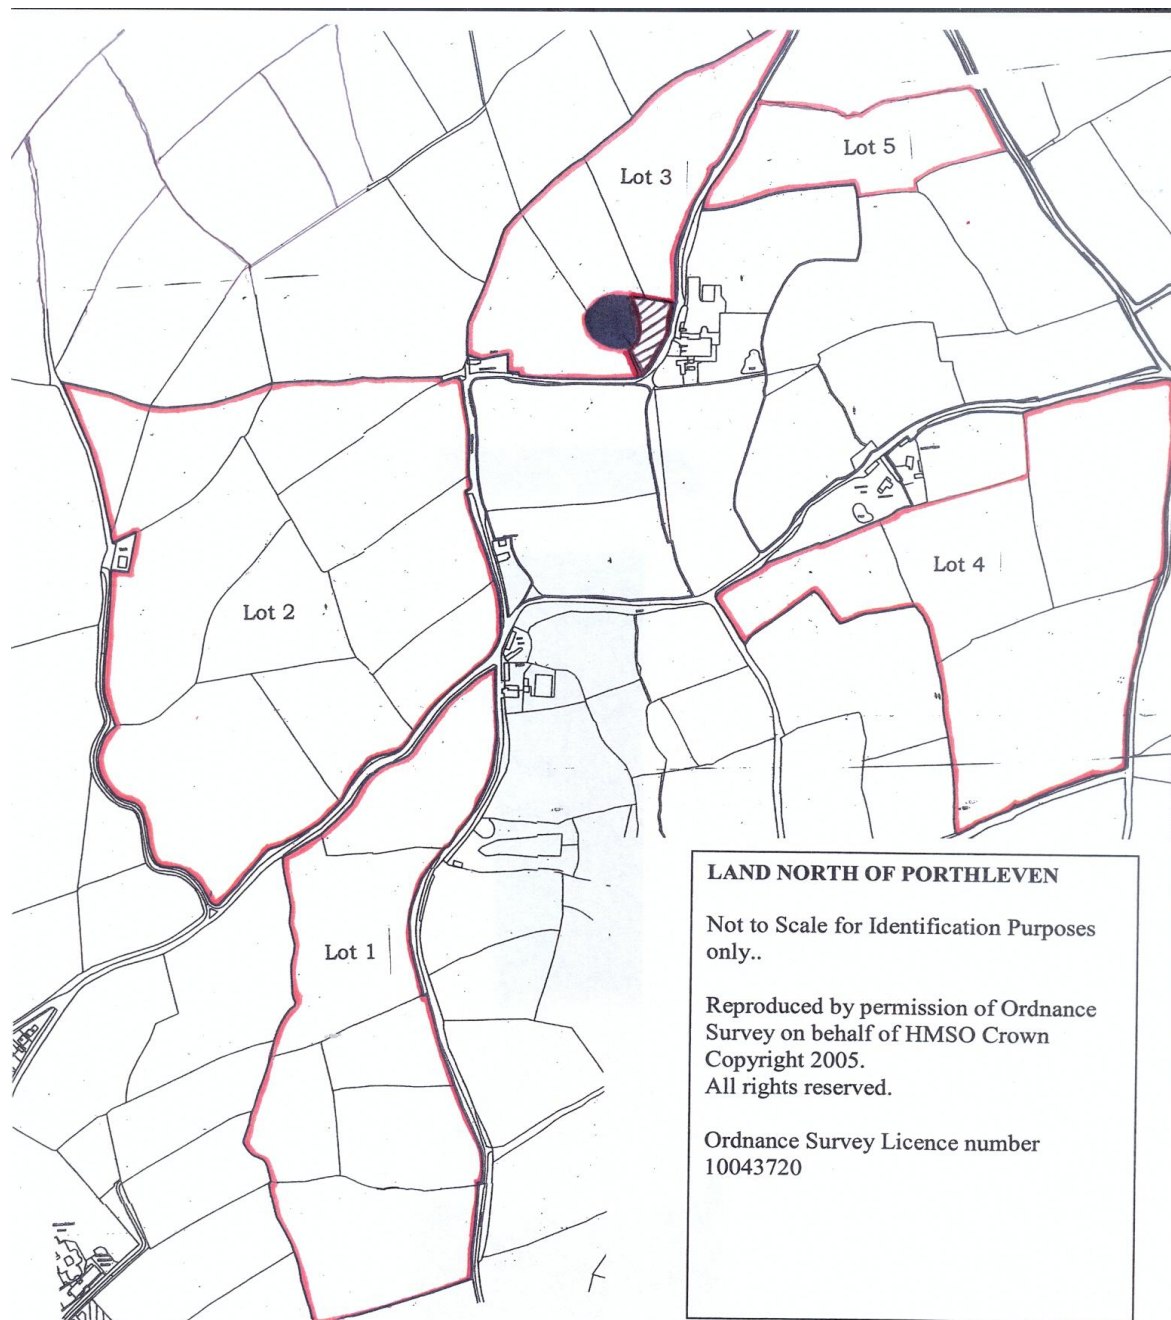 Lot 5
Lot 3
Lot 4
Lot 2
Lot 1
LAND NORTH OF PORTHLEVEN
Not to Scale for Identification Purposes
only..
Reproduced by permission of Ordnance
Survey on behalf of HMSO Crown
Copyright 2005.
All rights reserved.
Ordnance Survey Licence number
10043720